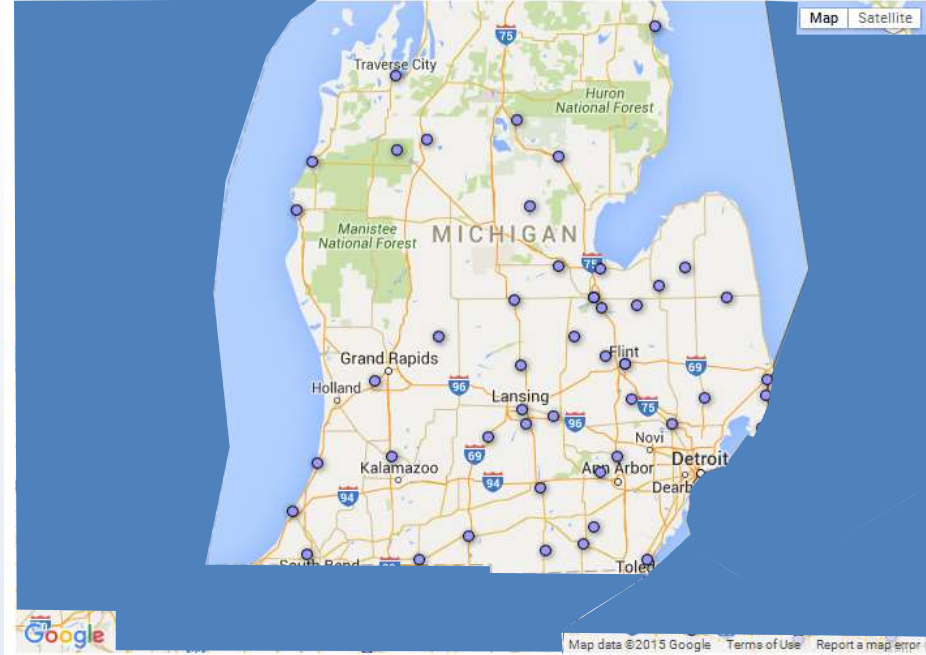 Map Satellite
75
Traverse City
Huron
National Forest
Manistee
National Forest
MICHIGAN
75
Grand Rapids
Flint
69
Holland
96
Lansing
75
96
Novi
69
Kalamazoo
Ann Arbor
Detroit
94
94
Dearb
South Bend
Toled
Google
Map data ©2015 Google Terms of Use Report a map error